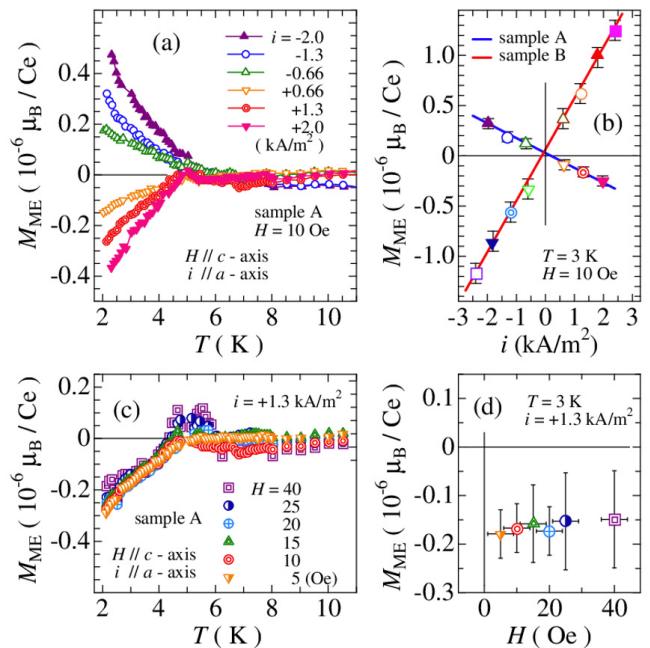 (a)
i = -2.0
-1.3
-0.66
+0.66
+1.3
+2.0
( kA/m² )
0.4
0.2
0
-0.2
-0.4
M_ME ( 10⁻⁶ μ_B / Ce )
sample A
H = 10 Oe
H // c - axis
i // a - axis
2 4 6 8 10
T ( K )
sample A
sample B
(b)
1.0
0.5
0
-0.5
-1.0
M_ME ( 10⁻⁶ μ_B / Ce )
T = 3 K
H = 10 Oe
-3 -2 -1 0 1 2 3
i (kA/m²)
(c)
i = +1.3 kA/m²
0.2
0
-0.2
-0.4
M_ME ( 10⁻⁶ μ_B / Ce )
H = 40
25
20
15
10
5 (Oe)
sample A
H // c - axis
i // a - axis
2 4 6 8 10
T ( K )
(d)
T = 3 K
i = +1.3 kA/m²
0.1
0
-0.1
-0.2
-0.3
M_ME ( 10⁻⁶ μ_B / Ce )
0 20 40
H ( Oe )